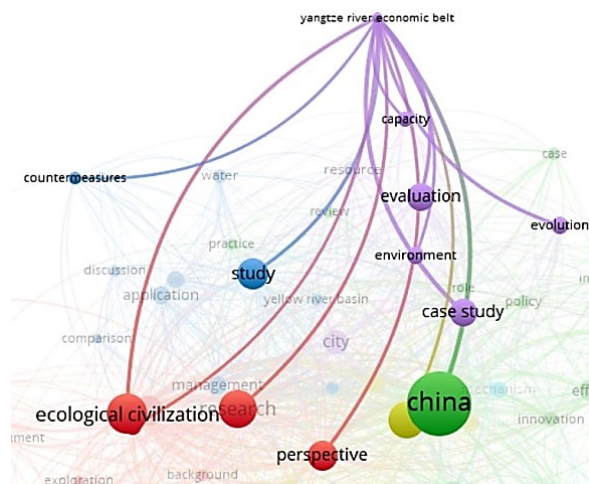 yangtze river economic belt
capacity
case
countermeasures
water
resource
evaluation
review
evolution
practice
environment
discussion
study
application
yellow river basin
role
policy
case study
comparison
city
management
mechanism
china
ecological civilization
research
innovation
perspective
background
exploration